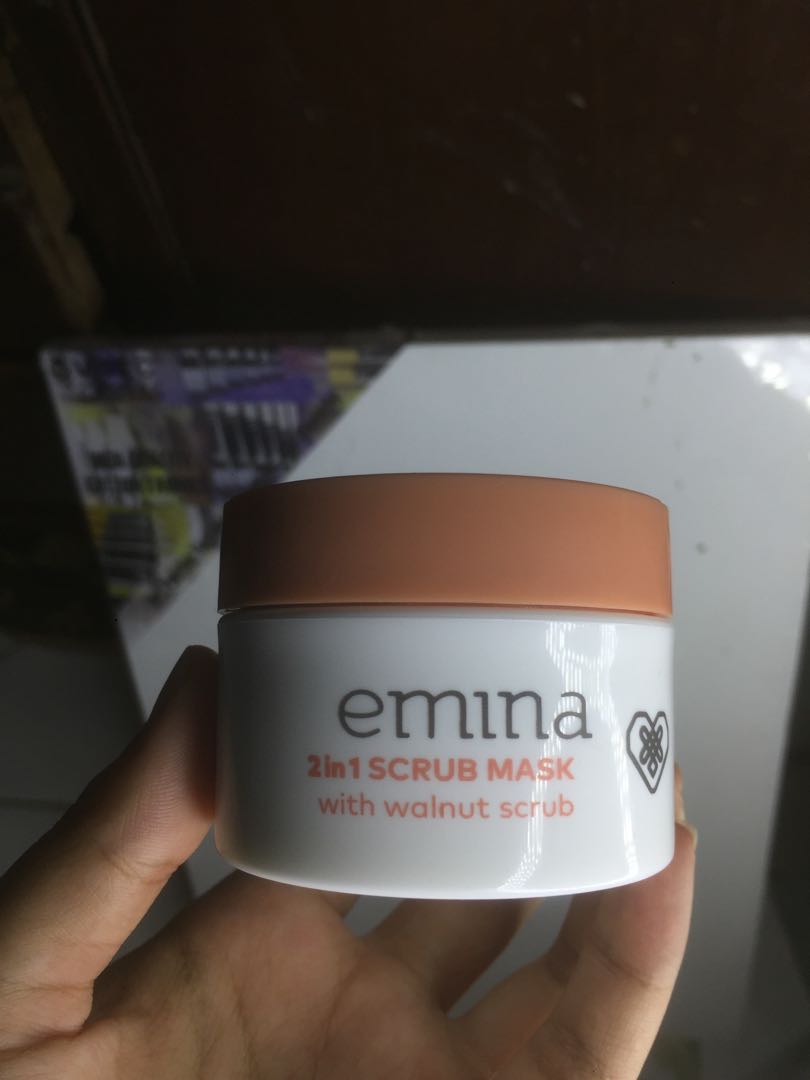 emina
2in1 SCRUB MASK
with walnut scrub